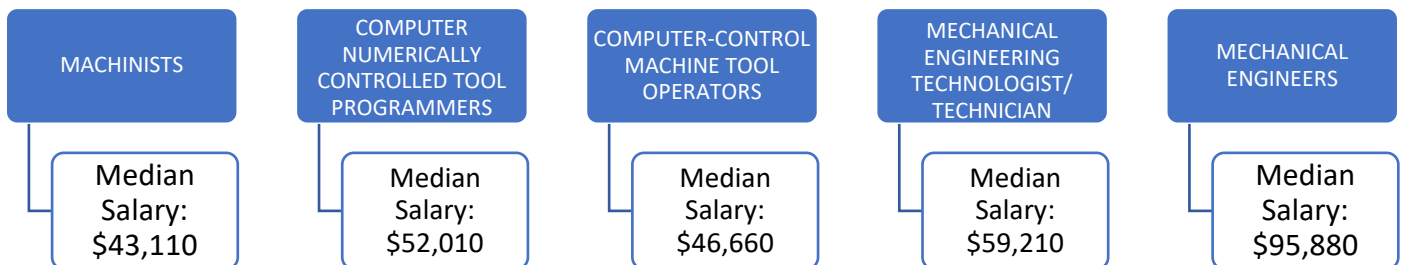 MACHINISTS
Median
Salary:
$43,110
COMPUTER
NUMERICALLY
CONTROLLED TOOL
PROGRAMMERS
Median
Salary:
$52,010
COMPUTER-CONTROL
MACHINE TOOL
OPERATORS
Median
Salary:
$46,660
MECHANICAL
ENGINEERING
TECHNOLOGIST/
TECHNICIAN
Median
Salary:
$59,210
MECHANICAL
ENGINEERS
Median
Salary:
$95,880